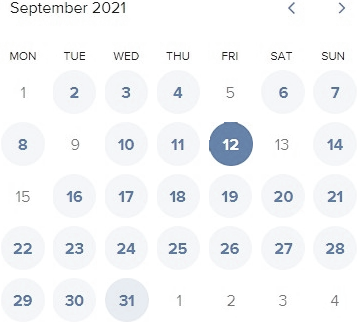 September 2021 < >
MON TUE WED THU FRI SAT SUN
1 2 3 4 5 6 7
8 9 10 11 12 13 14
15 16 17 18 19 20 21
22 23 24 25 26 27 28
29 30 31 1 2 3 4